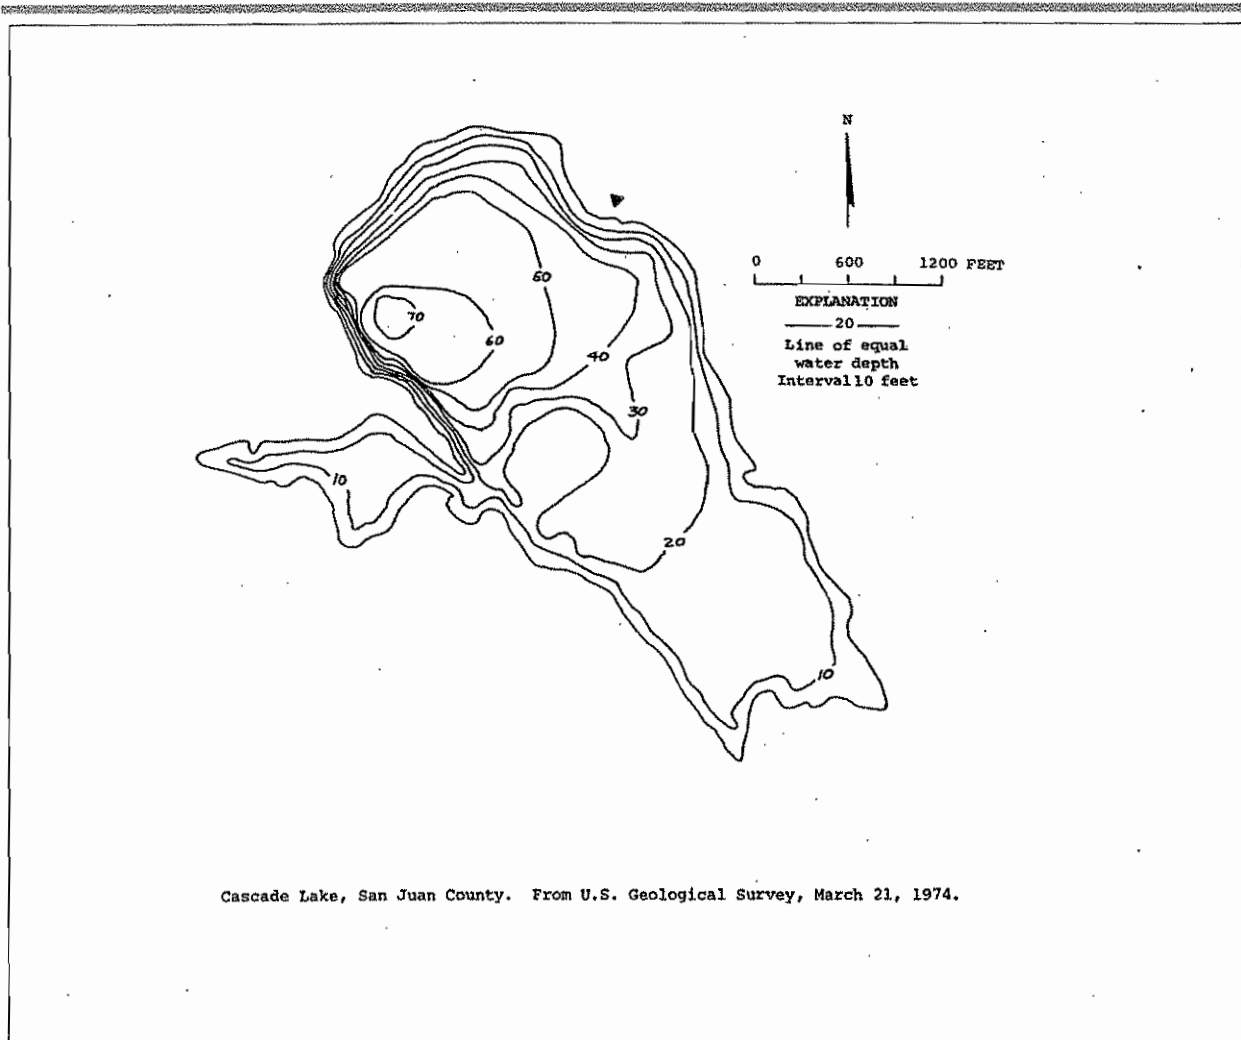 N
0 600 1200 FEET
EXPLANATION
20
Line of equal
water depth
Interval 10 feet
50
70
60
40
30
10
20
10
Cascade Lake, San Juan County. From U.S. Geological Survey, March 21, 1974.